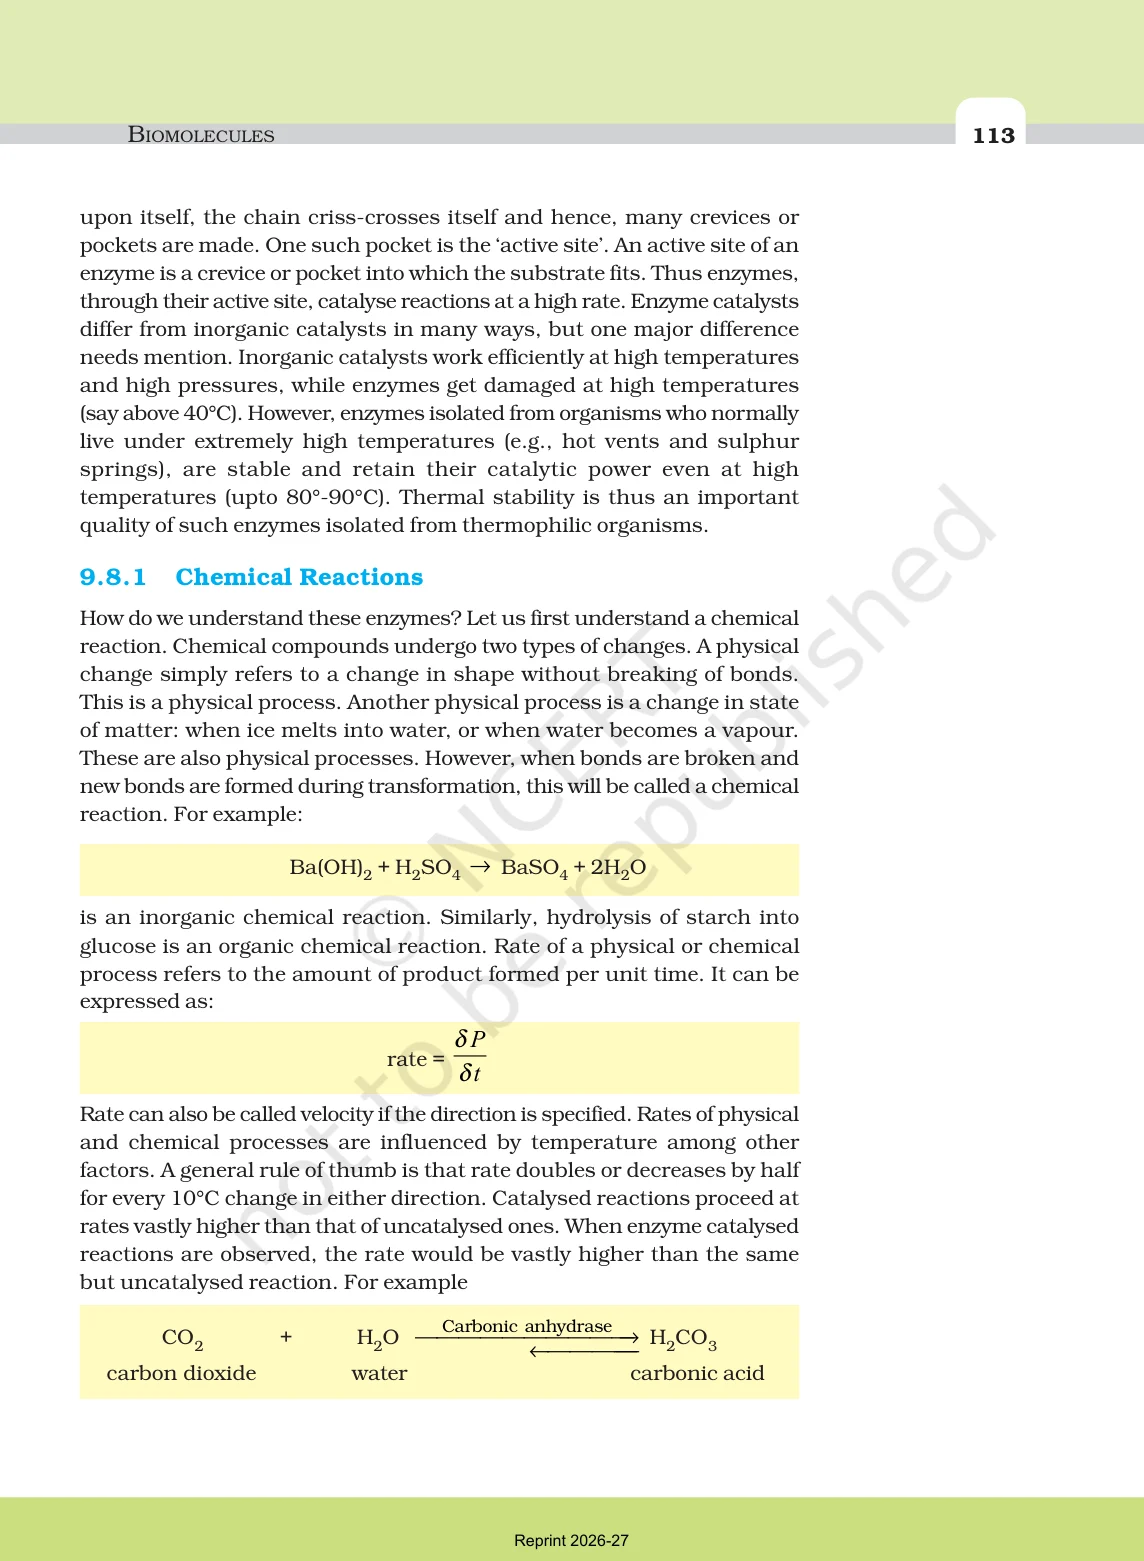 BIOMOLECULES
113
upon itself, the chain criss-crosses itself and hence, many crevices or
pockets are made. One such pocket is the ‘active site’. An active site of an
enzyme is a crevice or pocket into which the substrate fits. Thus enzymes,
through their active site, catalyse reactions at a high rate. Enzyme catalysts
differ from inorganic catalysts in many ways, but one major difference
needs mention. Inorganic catalysts work efficiently at high temperatures
and high pressures, while enzymes get damaged at high temperatures
(say above 40°C). However, enzymes isolated from organisms who normally
live under extremely high temperatures (e.g., hot vents and sulphur
springs), are stable and retain their catalytic power even at high
temperatures (upto 80°-90°C). Thermal stability is thus an important
quality of such enzymes isolated from thermophilic organisms.
9.8.1 Chemical Reactions
How do we understand these enzymes? Let us first understand a chemical
reaction. Chemical compounds undergo two types of changes. A physical
change simply refers to a change in shape without breaking of bonds.
This is a physical process. Another physical process is a change in state
of matter: when ice melts into water, or when water becomes a vapour.
These are also physical processes. However, when bonds are broken and
new bonds are formed during transformation, this will be called a chemical
reaction. For example:
Ba(OH)₂ + H₂SO₄ → BaSO₄ + 2H₂O
is an inorganic chemical reaction. Similarly, hydrolysis of starch into
glucose is an organic chemical reaction. Rate of a physical or chemical
process refers to the amount of product formed per unit time. It can be
expressed as:
rate = δP/δt
Rate can also be called velocity if the direction is specified. Rates of physical
and chemical processes are influenced by temperature among other
factors. A general rule of thumb is that rate doubles or decreases by half
for every 10°C change in either direction. Catalysed reactions proceed at
rates vastly higher than that of uncatalysed ones. When enzyme catalysed
reactions are observed, the rate would be vastly higher than the same
but uncatalysed reaction. For example
Carbonic anhydrase
CO₂ + H₂O ⇄ H₂CO₃
carbon dioxide water carbonic acid
© NCERT
not to be republished
Reprint 2026-27